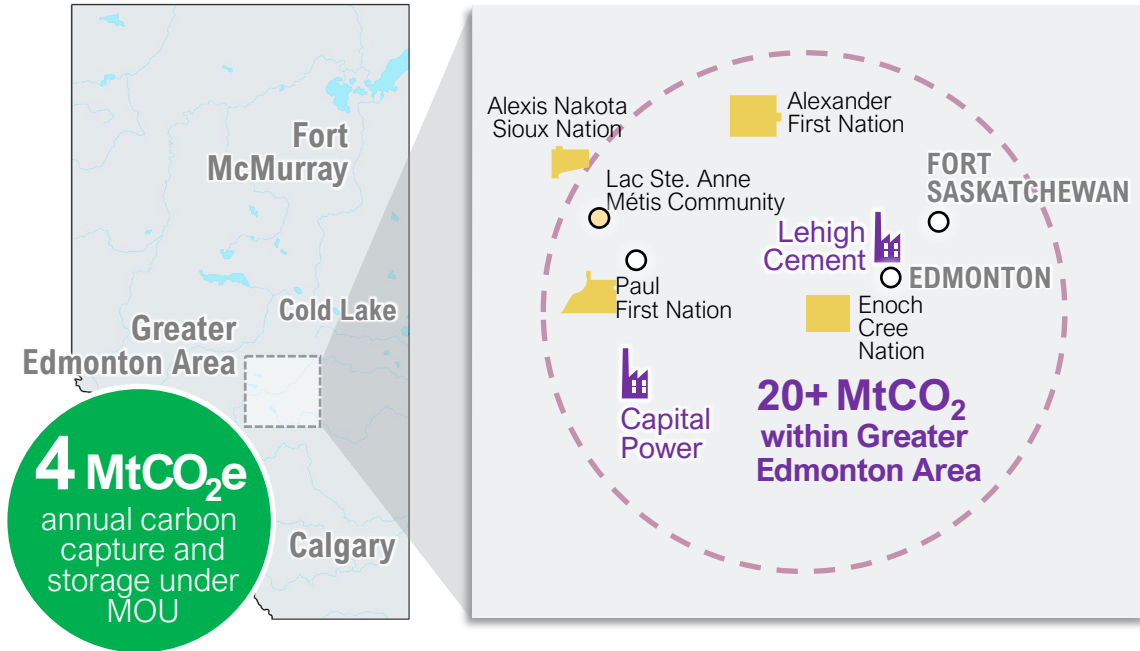 Fort
McMurray
Cold Lake
Greater
Edmonton Area
4 MtCO₂e
annual carbon
capture and
storage under
MOU
Calgary
Alexis Nakota
Sioux Nation
Alexander
First Nation
Lac Ste. Anne
Métis Community
FORT
SASKATCHEWAN
Lehigh
Cement
EDMONTON
Paul
First Nation
Enoch
Cree
Nation
Capital
Power
20+ MtCO₂
within Greater
Edmonton Area